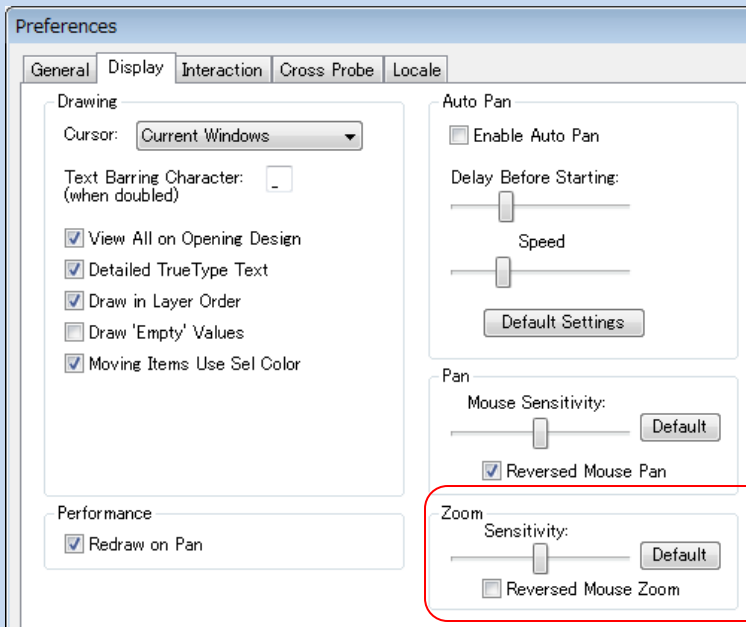 Preferences
General Display Interaction Cross Probe Locale
Drawing
Cursor: Current Windows
Text Barring Character: _
(when doubled)
View All on Opening Design
Detailed TrueType Text
Draw in Layer Order
Draw 'Empty' Values
Moving Items Use Sel Color
Performance
Redraw on Pan
Auto Pan
Enable Auto Pan
Delay Before Starting:
Speed
Default Settings
Pan
Mouse Sensitivity:
Default
Reversed Mouse Pan
Zoom
Sensitivity:
Default
Reversed Mouse Zoom